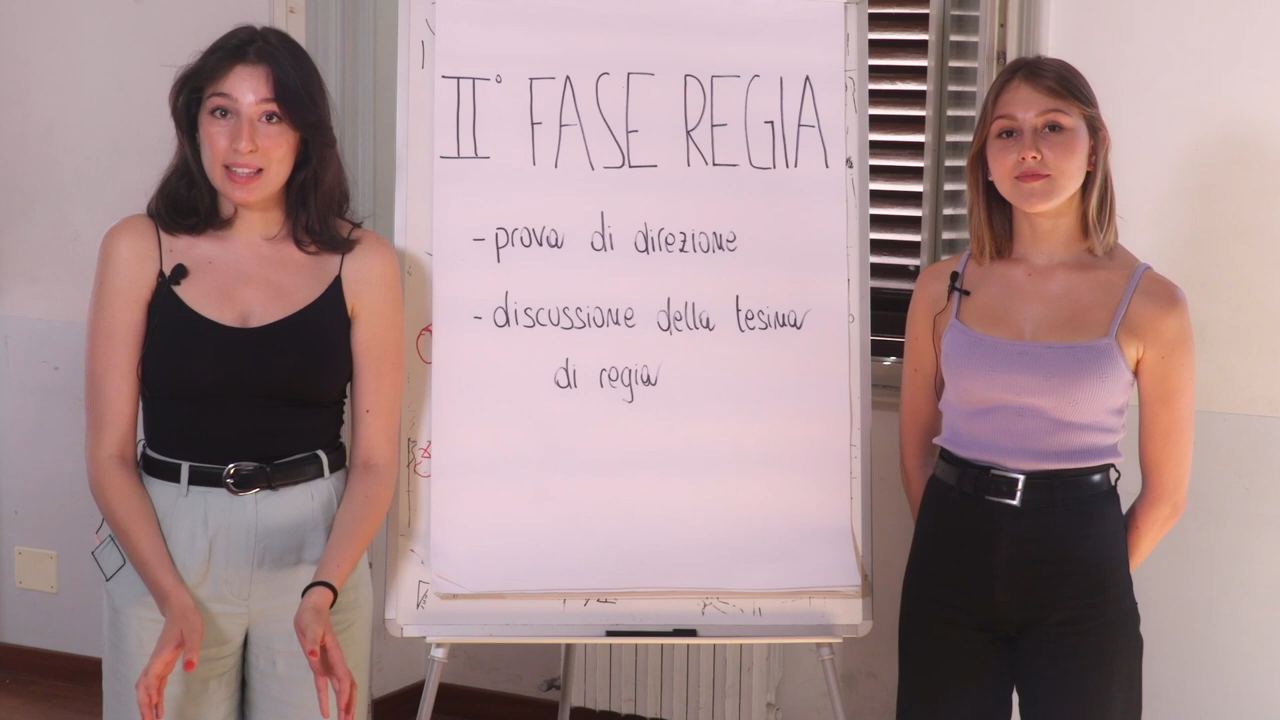 II° FASE REGIA
- prova di direzione
- discussione della tesina
di regia